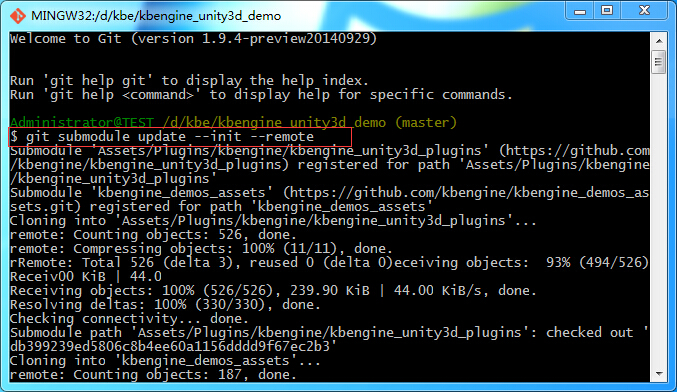 MINGW32:/d/kbe/kbengine_unity3d_demo
Welcome to Git (version 1.9.4-preview20140929)
Run 'git help git' to display the help index.
Run 'git help <command>' to display help for specific commands.
Administrator@TEST /d/kbe/kbengine_unity3d_demo (master)
$ git submodule update --init --remote
Submodule 'Assets/Plugins/kbengine/kbengine_unity3d_plugins' (https://github.com
/kbengine/kbengine_unity3d_plugins) registered for path 'Assets/Plugins/kbengine
/kbengine_unity3d_plugins'
Submodule 'kbengine_demos_assets' (https://github.com/kbengine/kbengine_demos_as
sets.git) registered for path 'kbengine_demos_assets'
Cloning into 'Assets/Plugins/kbengine/kbengine_unity3d_plugins'...
remote: Counting objects: 526, done.
remote: Compressing objects: 100% (11/11), done.
rRemote: Total 526 (delta 3), reused 0 (delta 0)eceiving objects:  93% (494/526)
Receiv00 KiB | 44.0
Receiving objects: 100% (526/526), 239.90 KiB | 44.00 KiB/s, done.
Resolving deltas: 100% (330/330), done.
Checking connectivity... done.
Submodule path 'Assets/Plugins/kbengine/kbengine_unity3d_plugins': checked out '
db399239ed5806c8b4ee60a1156dddd9f67ec2b3'
Cloning into 'kbengine_demos_assets'...
remote: Counting objects: 187, done.